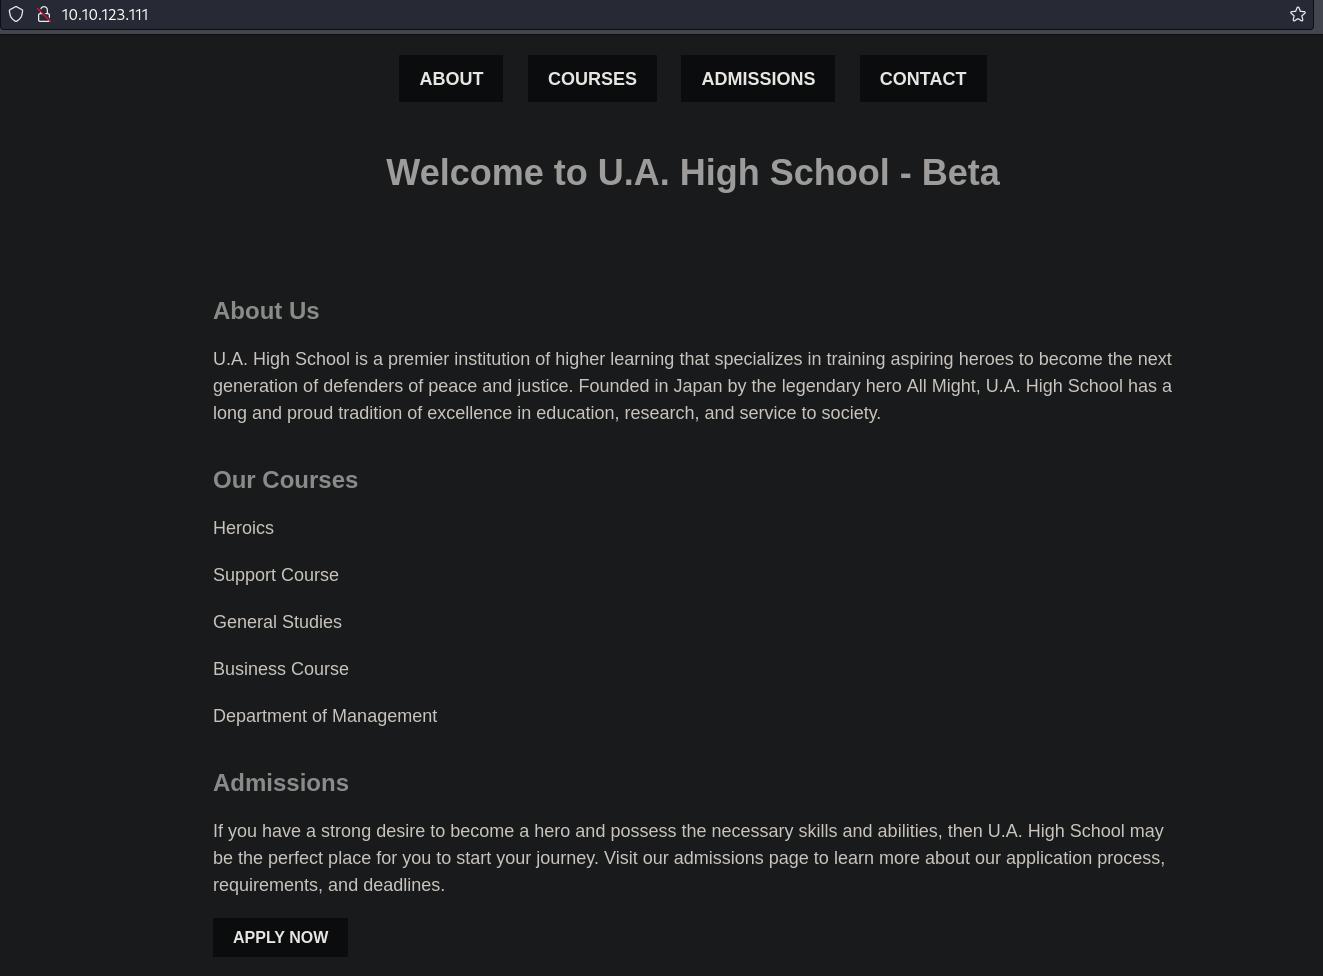 10.10.123.111
ABOUT COURSES ADMISSIONS CONTACT
Welcome to U.A. High School - Beta
About Us
U.A. High School is a premier institution of higher learning that specializes in training aspiring heroes to become the next
generation of defenders of peace and justice. Founded in Japan by the legendary hero All Might, U.A. High School has a
long and proud tradition of excellence in education, research, and service to society.
Our Courses
Heroics
Support Course
General Studies
Business Course
Department of Management
Admissions
If you have a strong desire to become a hero and possess the necessary skills and abilities, then U.A. High School may
be the perfect place for you to start your journey. Visit our admissions page to learn more about our application process,
requirements, and deadlines.
APPLY NOW